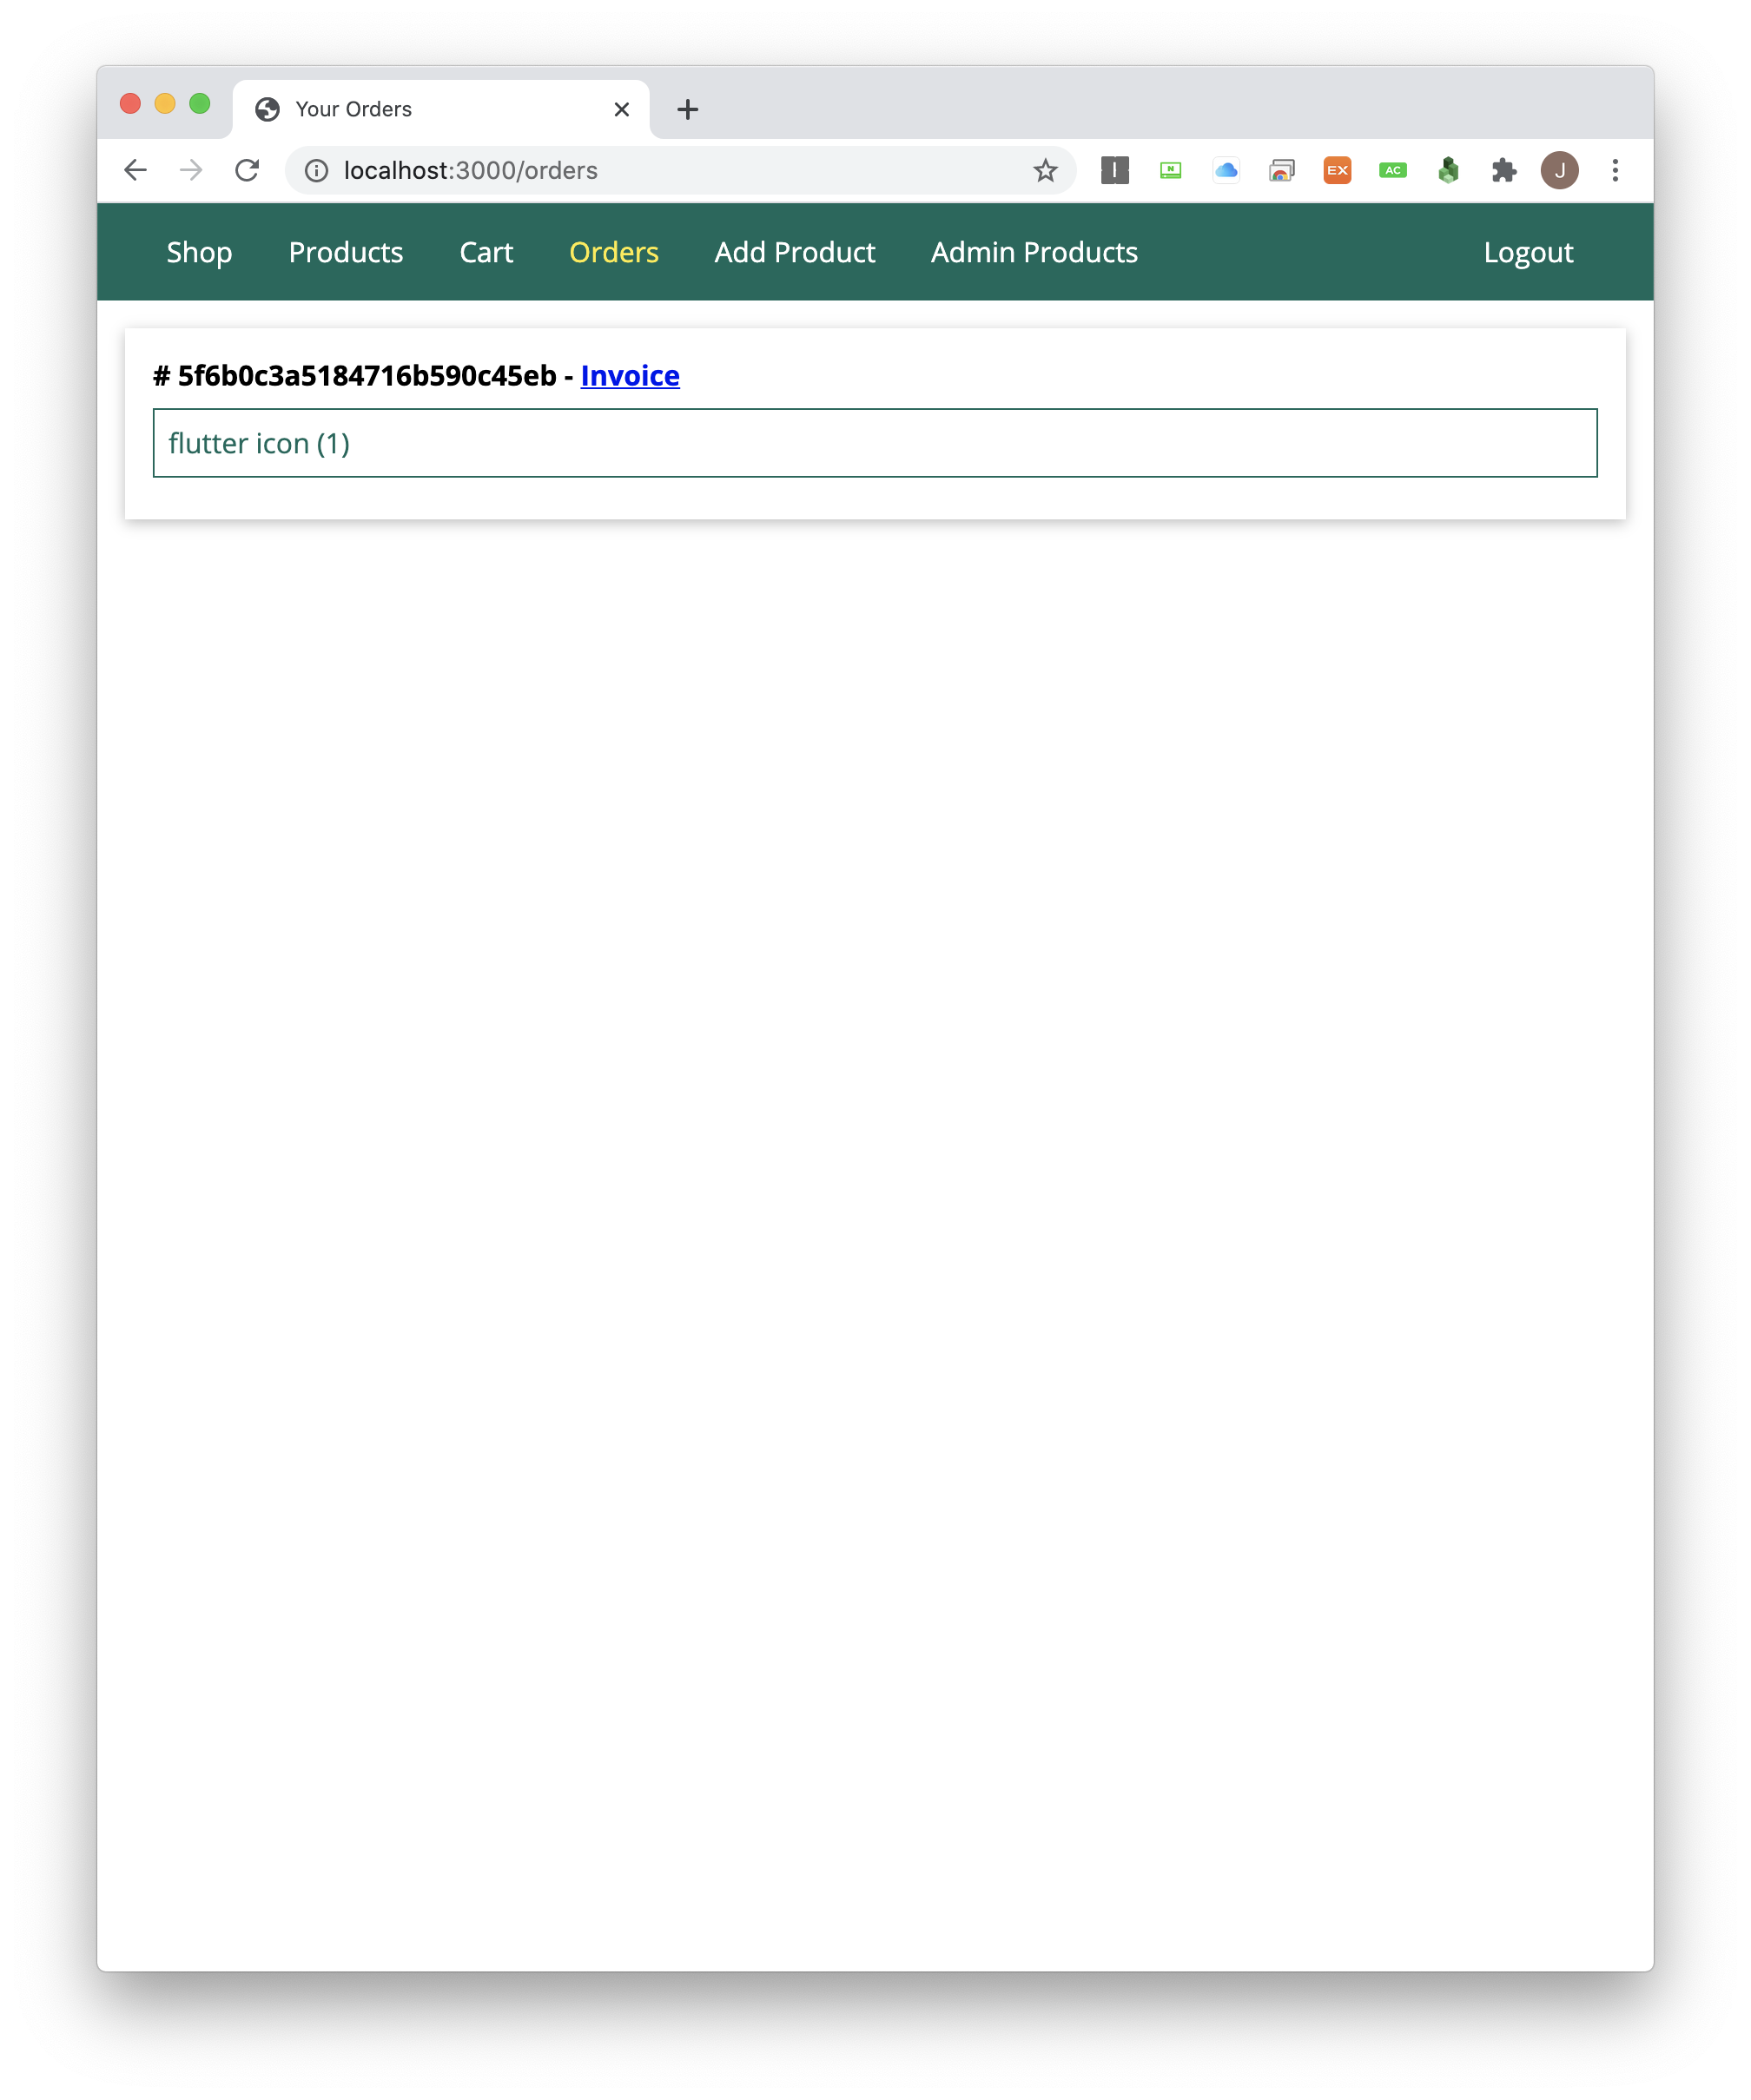 Your Orders
localhost:3000/orders
N
EX
AC
J
Shop Products Cart Orders Add Product Admin Products Logout
# 5f6b0c3a5184716b590c45eb - Invoice
flutter icon (1)